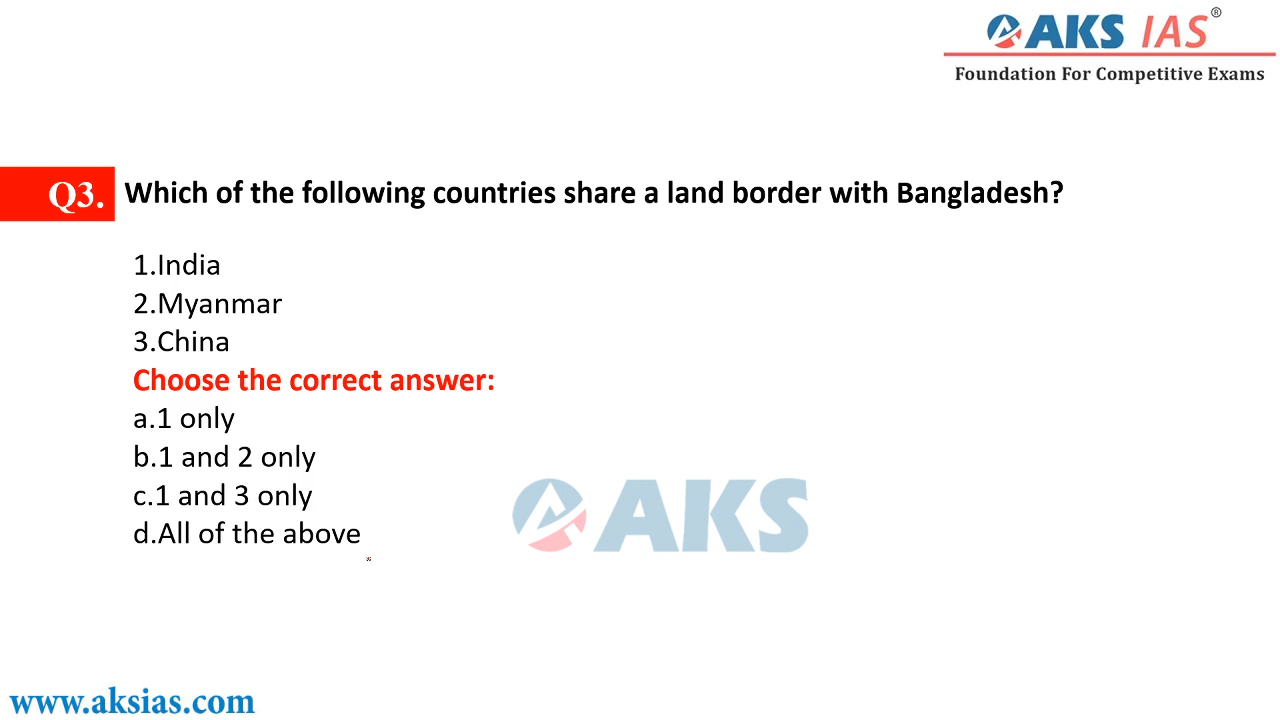 AKS IAS®
Foundation For Competitive Exams
Q3. Which of the following countries share a land border with Bangladesh?
1.India
2.Myanmar
3.China
Choose the correct answer:
a.1 only
b.1 and 2 only
c.1 and 3 only
d.All of the above
AKS
www.aksias.com